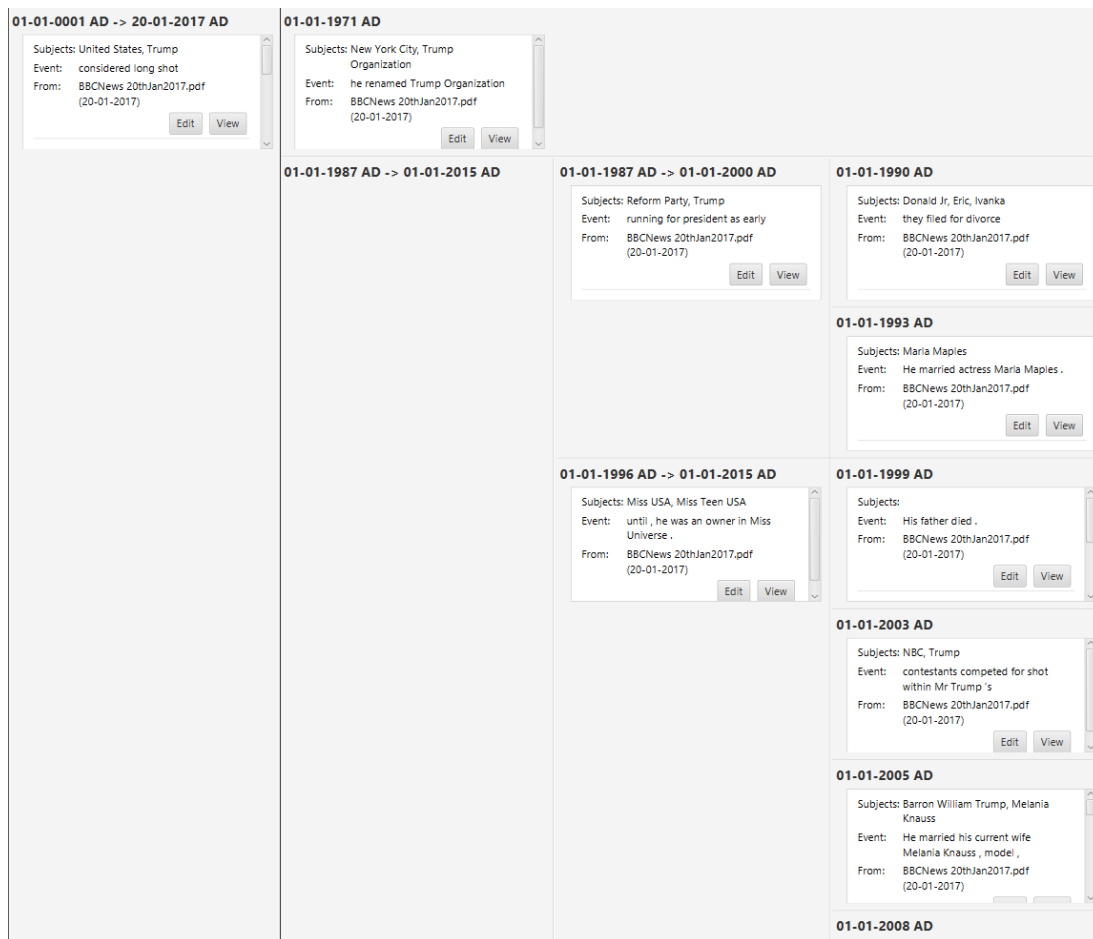 01-01-0001 AD -> 20-01-2017 AD
Subjects: United States, Trump
Event: considered long shot
From: BBCNews 20thJan2017.pdf
(20-01-2017)
Edit View
01-01-1971 AD
Subjects: New York City, Trump
Organization
Event: he renamed Trump Organization
From: BBCNews 20thJan2017.pdf
(20-01-2017)
Edit View
01-01-1987 AD -> 01-01-2015 AD
01-01-1987 AD -> 01-01-2000 AD
Subjects: Reform Party, Trump
Event: running for president as early
From: BBCNews 20thJan2017.pdf
(20-01-2017)
Edit View
01-01-1990 AD
Subjects: Donald Jr, Eric, Ivanka
Event: they filed for divorce
From: BBCNews 20thJan2017.pdf
(20-01-2017)
Edit View
01-01-1993 AD
Subjects: Marla Maples
Event: He married actress Marla Maples .
From: BBCNews 20thJan2017.pdf
(20-01-2017)
Edit View
01-01-1996 AD -> 01-01-2015 AD
Subjects: Miss USA, Miss Teen USA
Event: until , he was an owner in Miss
Universe .
From: BBCNews 20thJan2017.pdf
(20-01-2017)
Edit View
01-01-1999 AD
Subjects:
Event: His father died .
From: BBCNews 20thJan2017.pdf
(20-01-2017)
Edit View
01-01-2003 AD
Subjects: NBC, Trump
Event: contestants competed for shot
within Mr Trump 's
From: BBCNews 20thJan2017.pdf
(20-01-2017)
Edit View
01-01-2005 AD
Subjects: Barron William Trump, Melania
Knauss
Event: He married his current wife
Melania Knauss , model ,
From: BBCNews 20thJan2017.pdf
(20-01-2017)
01-01-2008 AD